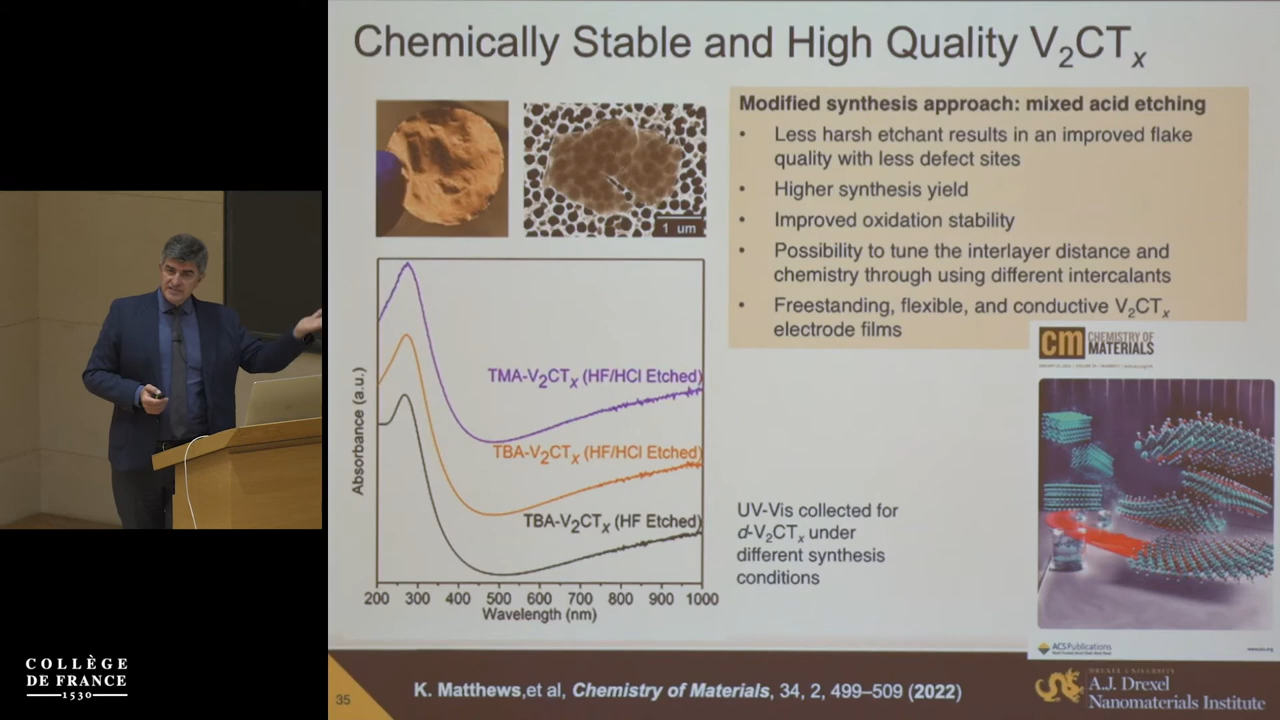 Chemically Stable and High Quality V₂CTₓ
Modified synthesis approach: mixed acid etching
• Less harsh etchant results in an improved flake
quality with less defect sites
• Higher synthesis yield
• Improved oxidation stability
• Possibility to tune the interlayer distance and
chemistry through using different intercalants
• Freestanding, flexible, and conductive V₂CTₓ
electrode films
1 um
Absorbance (a.u.)
TMA-V₂CTₓ (HF/HCl Etched)
TBA-V₂CTₓ (HF/HCl Etched)
TBA-V₂CTₓ (HF Etched)
200 300 400 500 600 700 800 900 1000
Wavelength (nm)
UV-Vis collected for
d-V₂CTₓ under
different synthesis
conditions
cm CHEMISTRY OF
MATERIALS
ACS Publications
35
K. Matthews,et al, Chemistry of Materials, 34, 2, 499–509 (2022)
DREXEL UNIVERSITY
A.J. Drexel
Nanomaterials Institute
COLLÈGE
DE FRANCE
1530